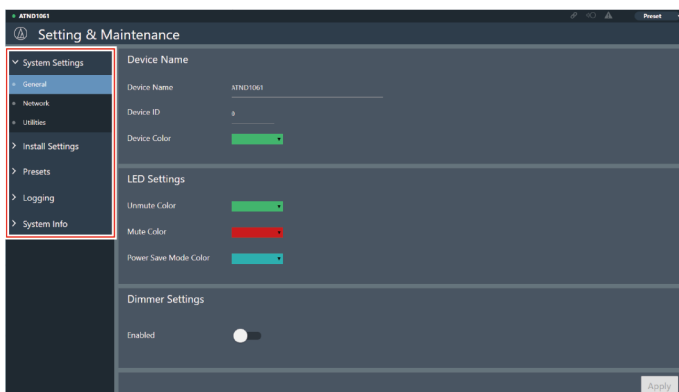 ATND1061
Preset
Setting & Maintenance
System Settings
General
Network
Utilities
Install Settings
Presets
Logging
System Info
Device Name
Device Name ATND1061
Device ID
Device Color
LED Settings
Unmute Color
Mute Color
Power Save Mode Color
Dimmer Settings
Enabled
Apply